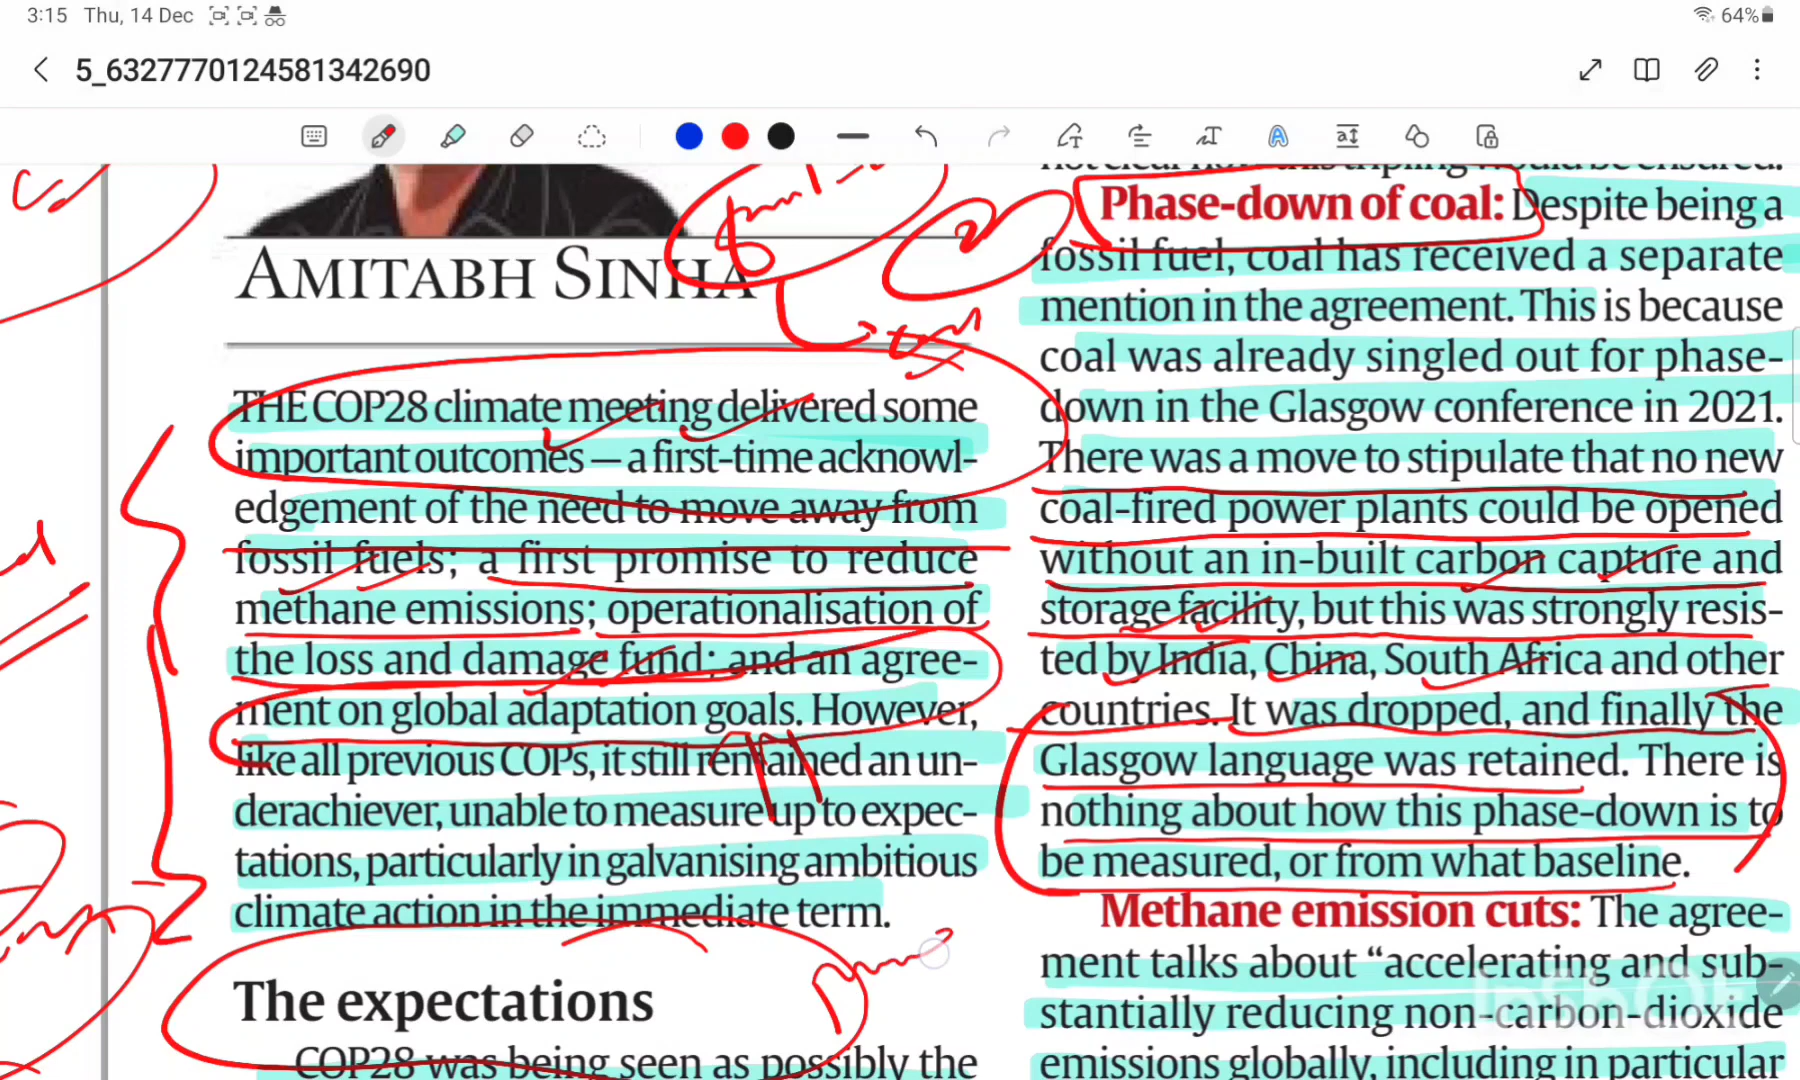 3:15 Thu, 14 Dec
64%
5_6327770124581342690
AMITABH SINHA
THE COP28 climate meeting delivered some
important outcomes — a first-time acknowl-
edgement of the need to move away from
fossil fuels; a first promise to reduce
methane emissions; operationalisation of
the loss and damage fund; and an agree-
ment on global adaptation goals. However,
like all previous COPs, it still remained an un-
derachiever, unable to measure up to expec-
tations, particularly in galvanising ambitious
climate action in the immediate term.
The expectations
COP28 was being seen as possibly the
Phase-down of coal: Despite being a
fossil fuel, coal has received a separate
mention in the agreement. This is because
coal was already singled out for phase-
down in the Glasgow conference in 2021.
There was a move to stipulate that no new
coal-fired power plants could be opened
without an in-built carbon capture and
storage facility, but this was strongly resis-
ted by India, China, South Africa and other
countries. It was dropped, and finally the
Glasgow language was retained. There is
nothing about how this phase-down is to
be measured, or from what baseline.
Methane emission cuts: The agree-
ment talks about “accelerating and sub-
stantially reducing non-carbon-dioxide
emissions globally, including in particular